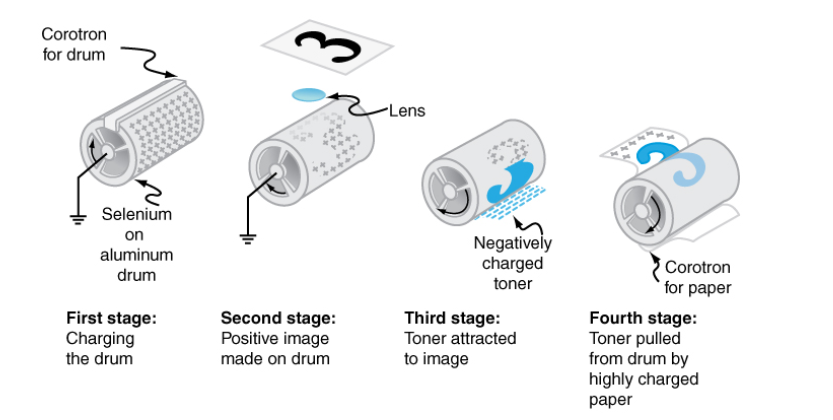 Corotron
for drum
3
Lens
Selenium
on
aluminum
drum
Negatively
charged
toner
Corotron
for paper
First stage:
Charging
the drum
Second stage:
Positive image
made on drum
Third stage:
Toner attracted
to image
Fourth stage:
Toner pulled
from drum by
highly charged
paper